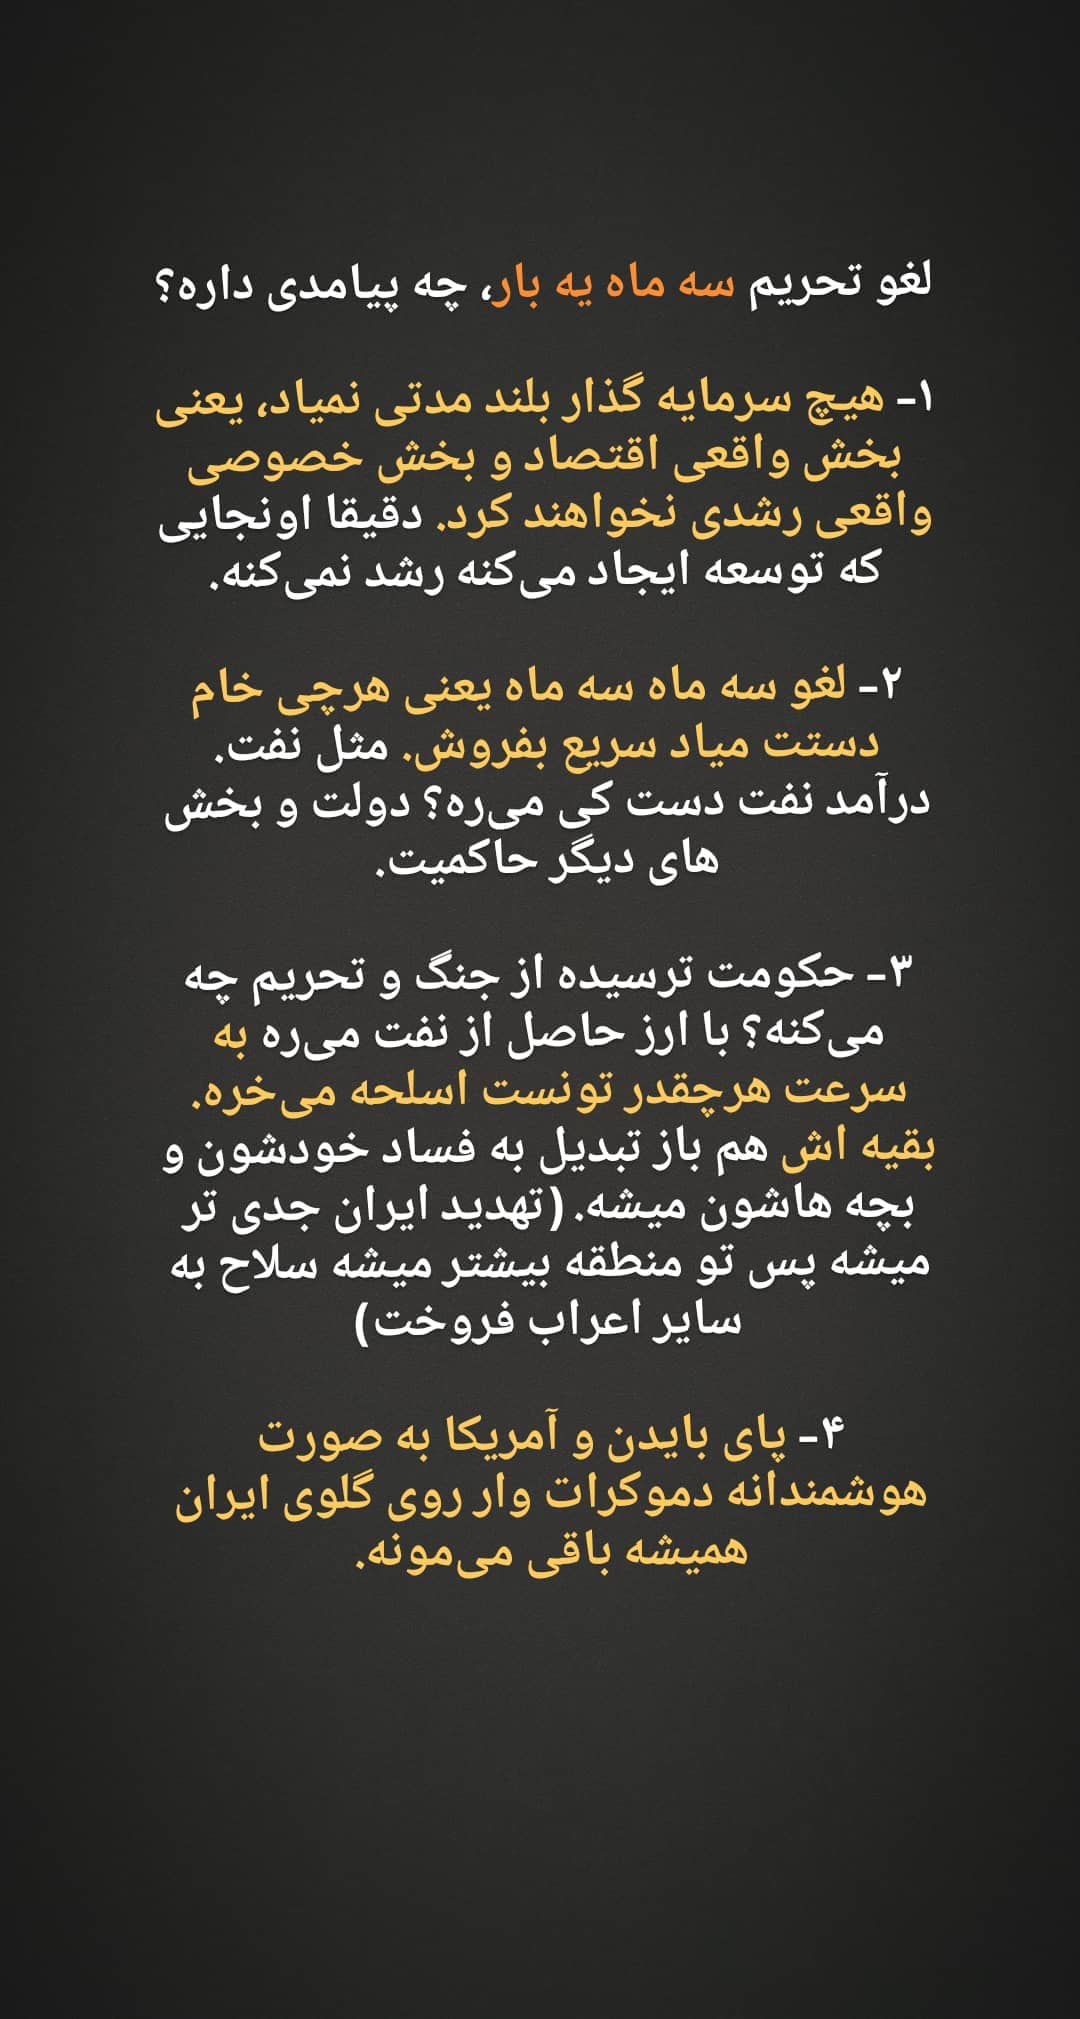 لغو تحریم سه ماه یه بار، چه پیامدی داره؟
۱- هیچ سرمایه گذار بلند مدتی نمیاد، یعنی
بخش واقعی اقتصاد و بخش خصوصی
واقعی رشدی نخواهند کرد. دقیقا اونجایی
که توسعه ایجاد می‌کنه رشد نمی‌کنه.
۲- لغو سه ماه سه ماه یعنی هرچی خام
دستت میاد سریع بفروش. مثل نفت.
درآمد نفت دست کی می‌ره؟ دولت و بخش
های دیگر حاکمیت.
۳- حکومت ترسیده از جنگ و تحریم چه
می‌کنه؟ با ارز حاصل از نفت می‌ره به
سرعت هرچقدر تونست اسلحه می‌خره.
بقیه اش هم باز تبدیل به فساد خودشون و
بچه هاشون میشه. (تهدید ایران جدی تر
میشه پس تو منطقه بیشتر میشه سلاح به
سایر اعراب فروخت)
۴- پای بایدن و آمریکا به صورت
هوشمندانه دموکرات وار روی گلوی ایران
همیشه باقی می‌مونه.